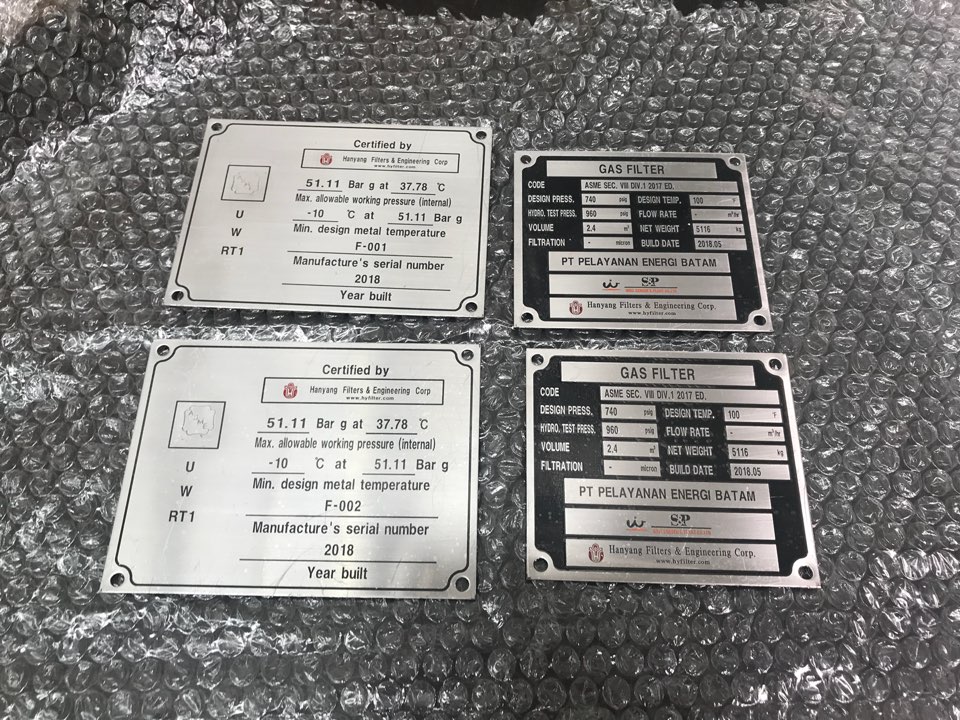 Certified by
Hanyang Filters & Engineering Corp
www.hyfilter.com
51.11 Bar g at 37.78 ℃
Max. allowable working pressure (internal)
U
-10 ℃ at 51.11 Bar g
W
Min. design metal temperature
RT1
F-001
Manufacture's serial number
2018
Year built
GAS FILTER
CODE ASME SEC. VIII DIV.1 2017 ED.
DESIGN PRESS. 740 psig DESIGN TEMP. 100 ℉
HYDRO. TEST PRESS. 960 psig FLOW RATE - m³/hr
VOLUME 2.4 m³ NET WEIGHT 5116 kg
FILTRATION - micron BUILD DATE 2018.05
PT PELAYANAN ENERGI BATAM
S&P
Hanyang Filters & Engineering Corp.
www.hyfilter.com
Certified by
Hanyang Filters & Engineering Corp
www.hyfilter.com
51.11 Bar g at 37.78 ℃
Max. allowable working pressure (internal)
U
-10 ℃ at 51.11 Bar g
W
Min. design metal temperature
RT1
F-002
Manufacture's serial number
2018
Year built
GAS FILTER
CODE ASME SEC. VIII DIV.1 2017 ED.
DESIGN PRESS. 740 psig DESIGN TEMP. 100 ℉
HYDRO. TEST PRESS. 960 psig FLOW RATE - m³/hr
VOLUME 2.4 m³ NET WEIGHT 5116 kg
FILTRATION - micron BUILD DATE 2018.05
PT PELAYANAN ENERGI BATAM
S&P
Hanyang Filters & Engineering Corp.
www.hyfilter.com